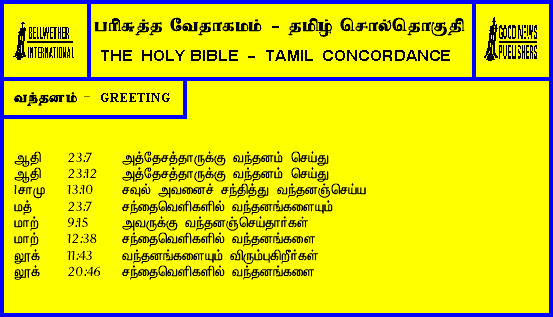 BELLWETHER
INTERNATIONAL
பரிசுத்த வேதாகமம் - தமிழ் சொல்தொகுதி
THE HOLY BIBLE - TAMIL CONCORDANCE
GOOD NEWS
PUBLISHERS
வந்தனம் - GREETING
ஆதி 23:7 அத்தேசத்தாருக்கு வந்தனம் செய்து
ஆதி 23:12 அத்தேசத்தாருக்கு வந்தனம் செய்து
1சாமு 13:10 சவுல் அவனைச் சந்தித்து வந்தனஞ்செய்ய
மத் 23:7 சந்தைவெளிகளில் வந்தனங்களையும்
மாற் 9:15 அவருக்கு வந்தனஞ்செய்தார்கள்
மாற் 12:38 சந்தைவெளிகளில் வந்தனங்களை
லூக் 11:43 வந்தனங்களையும் விரும்புகிறீர்கள்
லூக் 20:46 சந்தைவெளிகளில் வந்தனங்களை